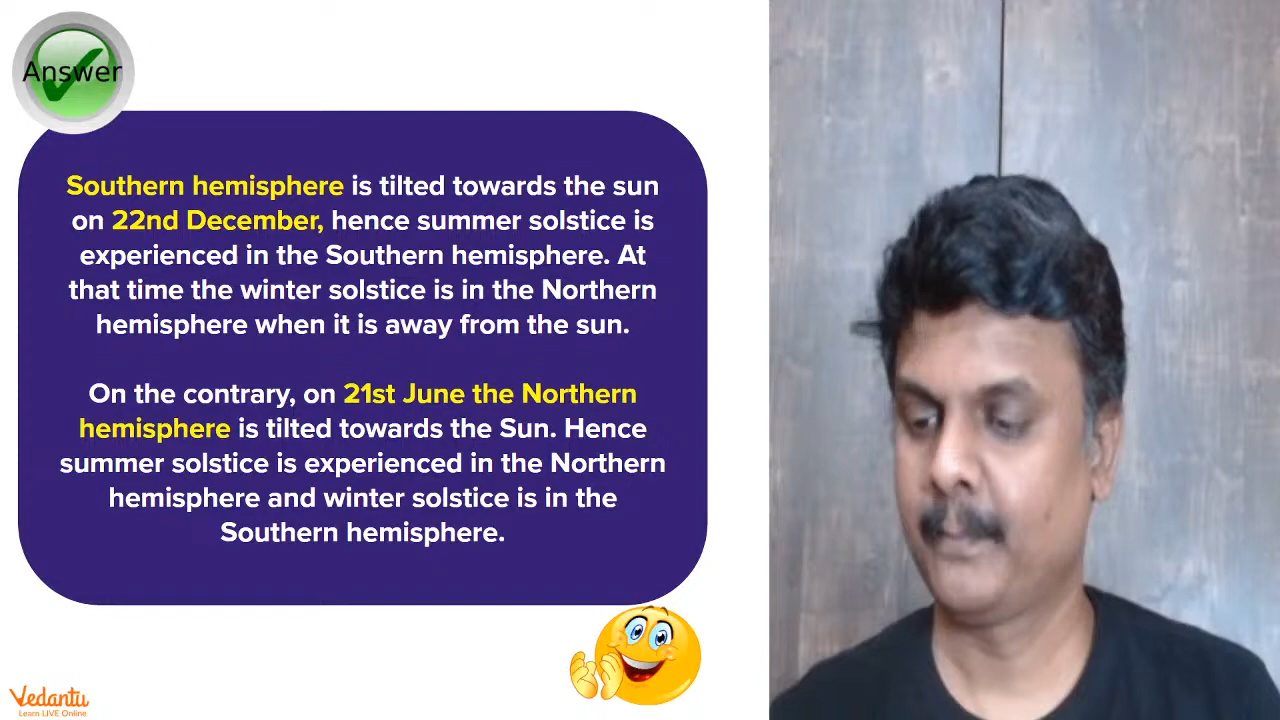 Answer
Southern hemisphere is tilted towards the sun
on 22nd December, hence summer solstice is
experienced in the Southern hemisphere. At
that time the winter solstice is in the Northern
hemisphere when it is away from the sun.
On the contrary, on 21st June the Northern
hemisphere is tilted towards the Sun. Hence
summer solstice is experienced in the Northern
hemisphere and winter solstice is in the
Southern hemisphere.
Vedantu
Learn LIVE Online